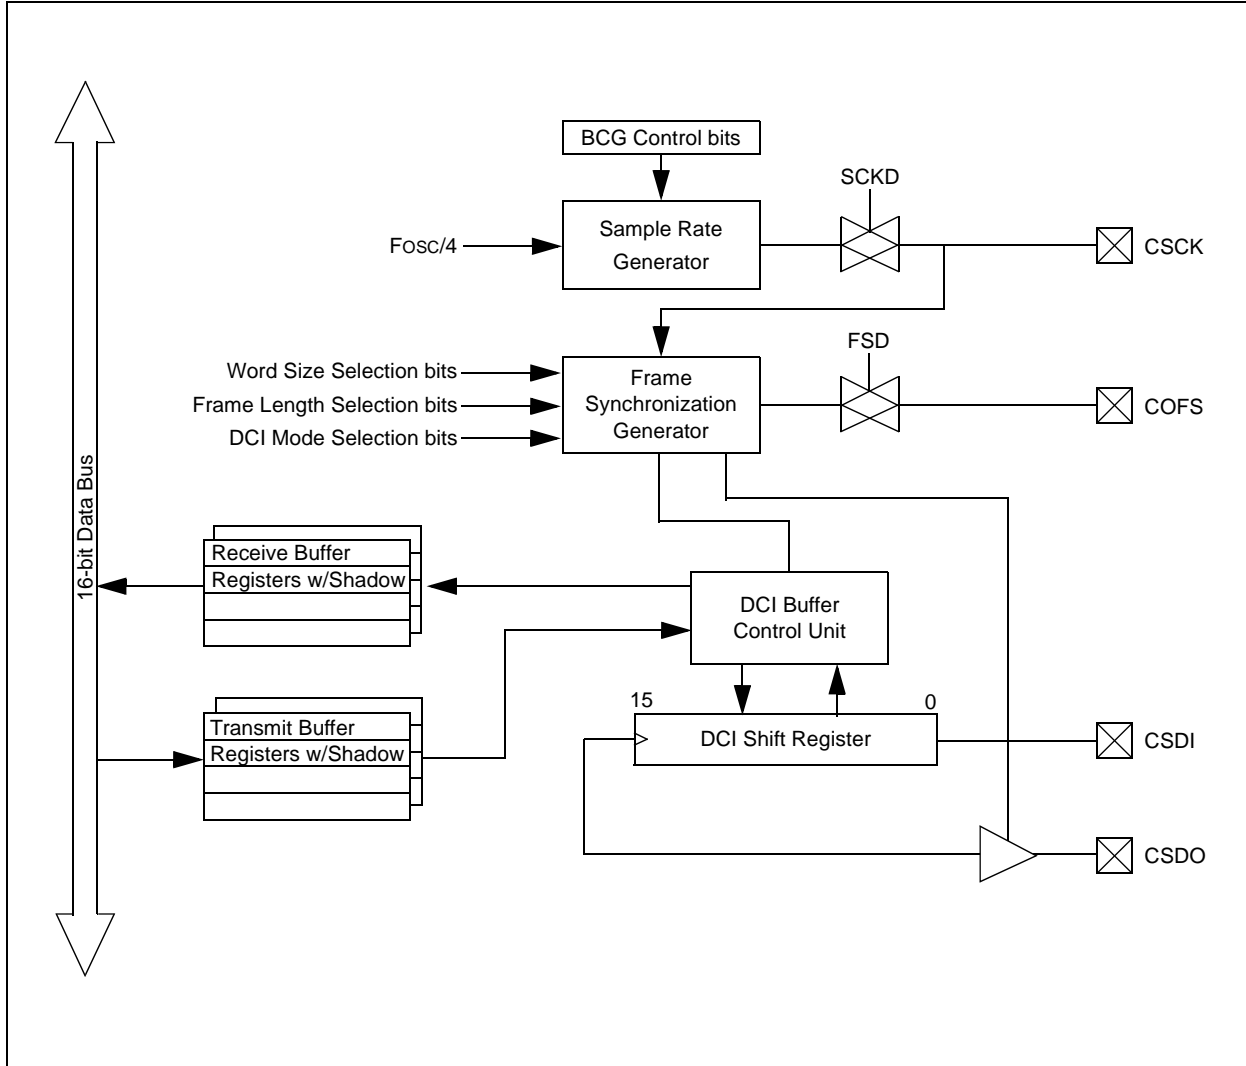 BCG Control bits
SCKD
Sample Rate
Generator
FOSC/4
CSCK
FSD
Word Size Selection bits
Frame Length Selection bits
DCI Mode Selection bits
Frame
Synchronization
Generator
COFS
16-bit Data Bus
Receive Buffer
Registers w/Shadow
DCI Buffer
Control Unit
Transmit Buffer
Registers w/Shadow
15
0
DCI Shift Register
CSDI
CSDO